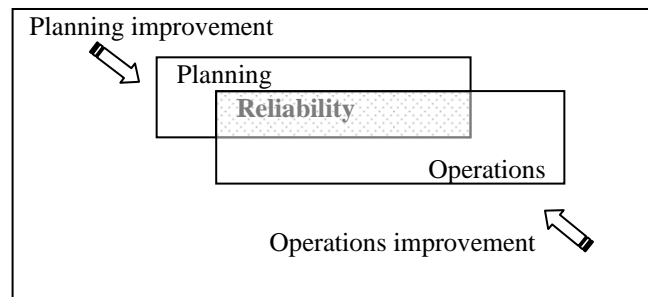 Planning improvement
Planning
Reliability
Operations
Operations improvement